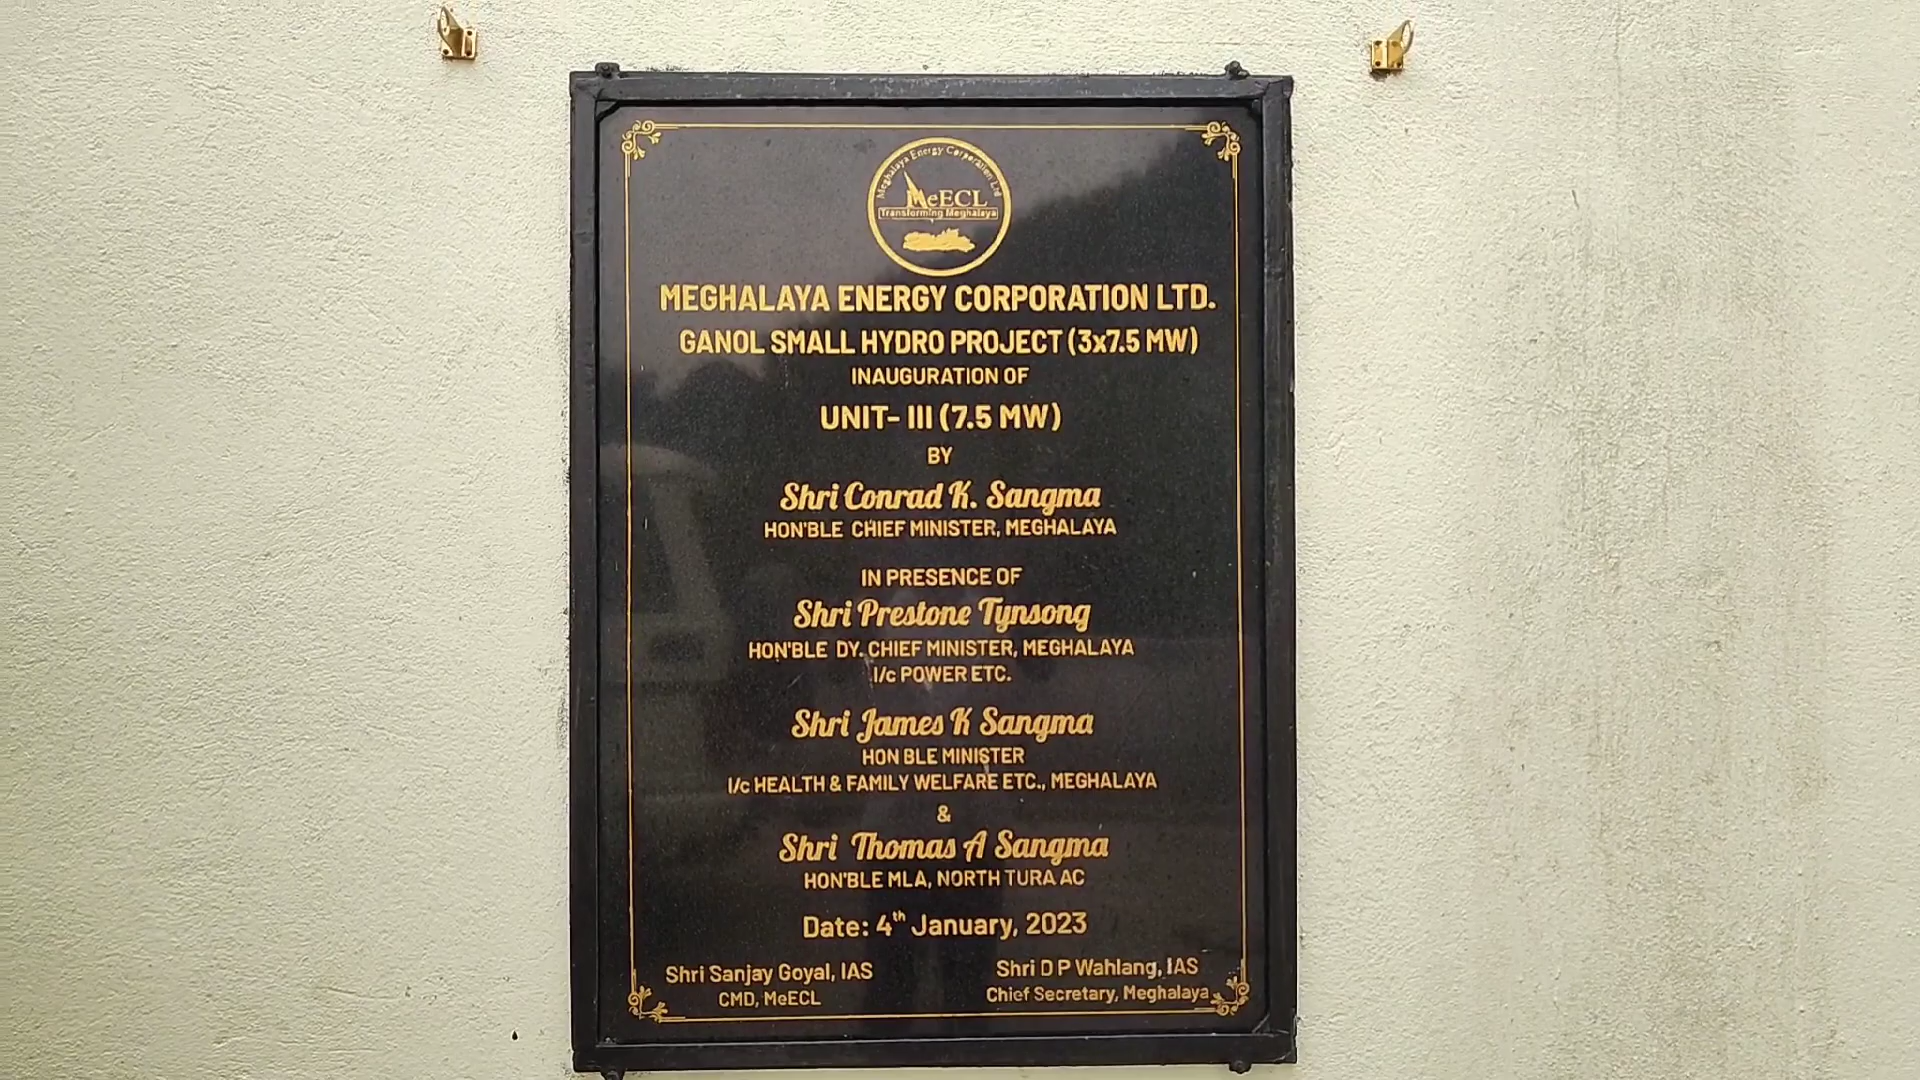 Meghalaya Energy Corporation Ltd
MeECL
Transforming Meghalaya
MEGHALAYA ENERGY CORPORATION LTD.
GANOL SMALL HYDRO PROJECT (3x7.5 MW)
INAUGURATION OF
UNIT- III (7.5 MW)
BY
Shri Conrad K. Sangma
HON'BLE CHIEF MINISTER, MEGHALAYA
IN PRESENCE OF
Shri Prestone Tynsong
HON'BLE DY. CHIEF MINISTER, MEGHALAYA
I/c POWER ETC.
Shri James K Sangma
HON BLE MINISTER
I/c HEALTH & FAMILY WELFARE ETC., MEGHALAYA
&
Shri Thomas A Sangma
HON'BLE MLA, NORTH TURA AC
Date: 4th January, 2023
Shri Sanjay Goyal, IAS Shri D P Wahlang, IAS
CMD, MeECL Chief Secretary, Meghalaya